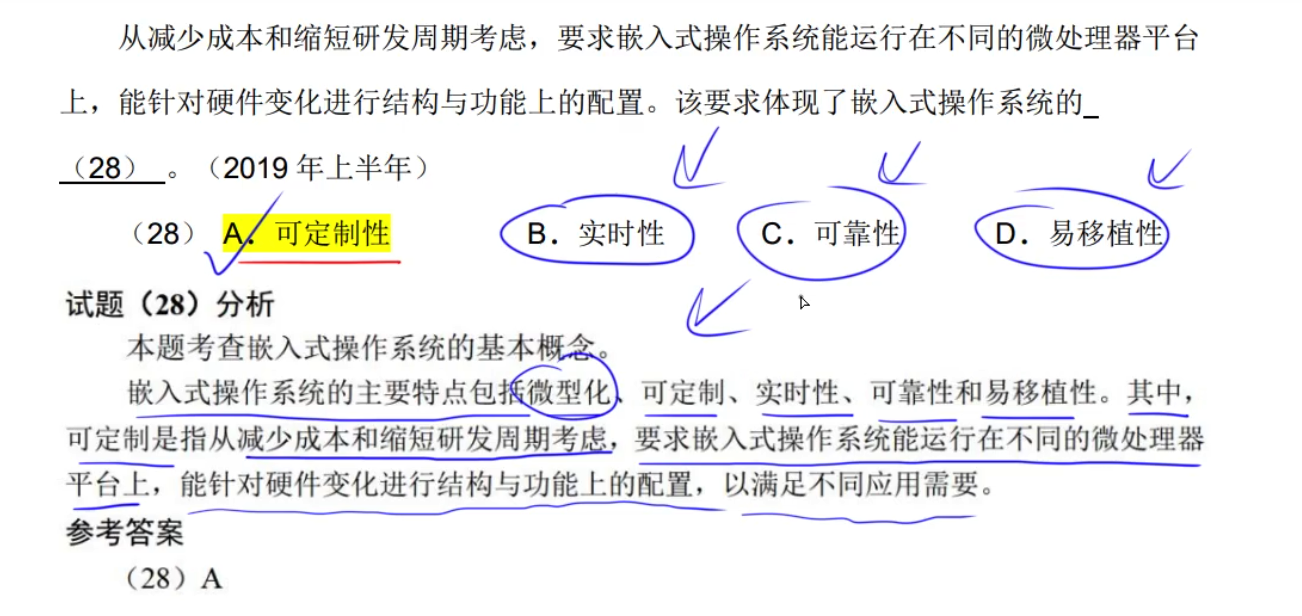 从减少成本和缩短研发周期考虑，要求嵌入式操作系统能运行在不同的微处理器平台
上，能针对硬件变化进行结构与功能上的配置。该要求体现了嵌入式操作系统的_
（28）。（2019 年上半年）
（28） A．可定制性 B．实时性 C．可靠性 D．易移植性
试题（28）分析
本题考查嵌入式操作系统的基本概念。
嵌入式操作系统的主要特点包括微型化、可定制、实时性、可靠性和易移植性。其中，
可定制是指从减少成本和缩短研发周期考虑，要求嵌入式操作系统能运行在不同的微处理器
平台上，能针对硬件变化进行结构与功能上的配置，以满足不同应用需要。
参考答案
（28）A